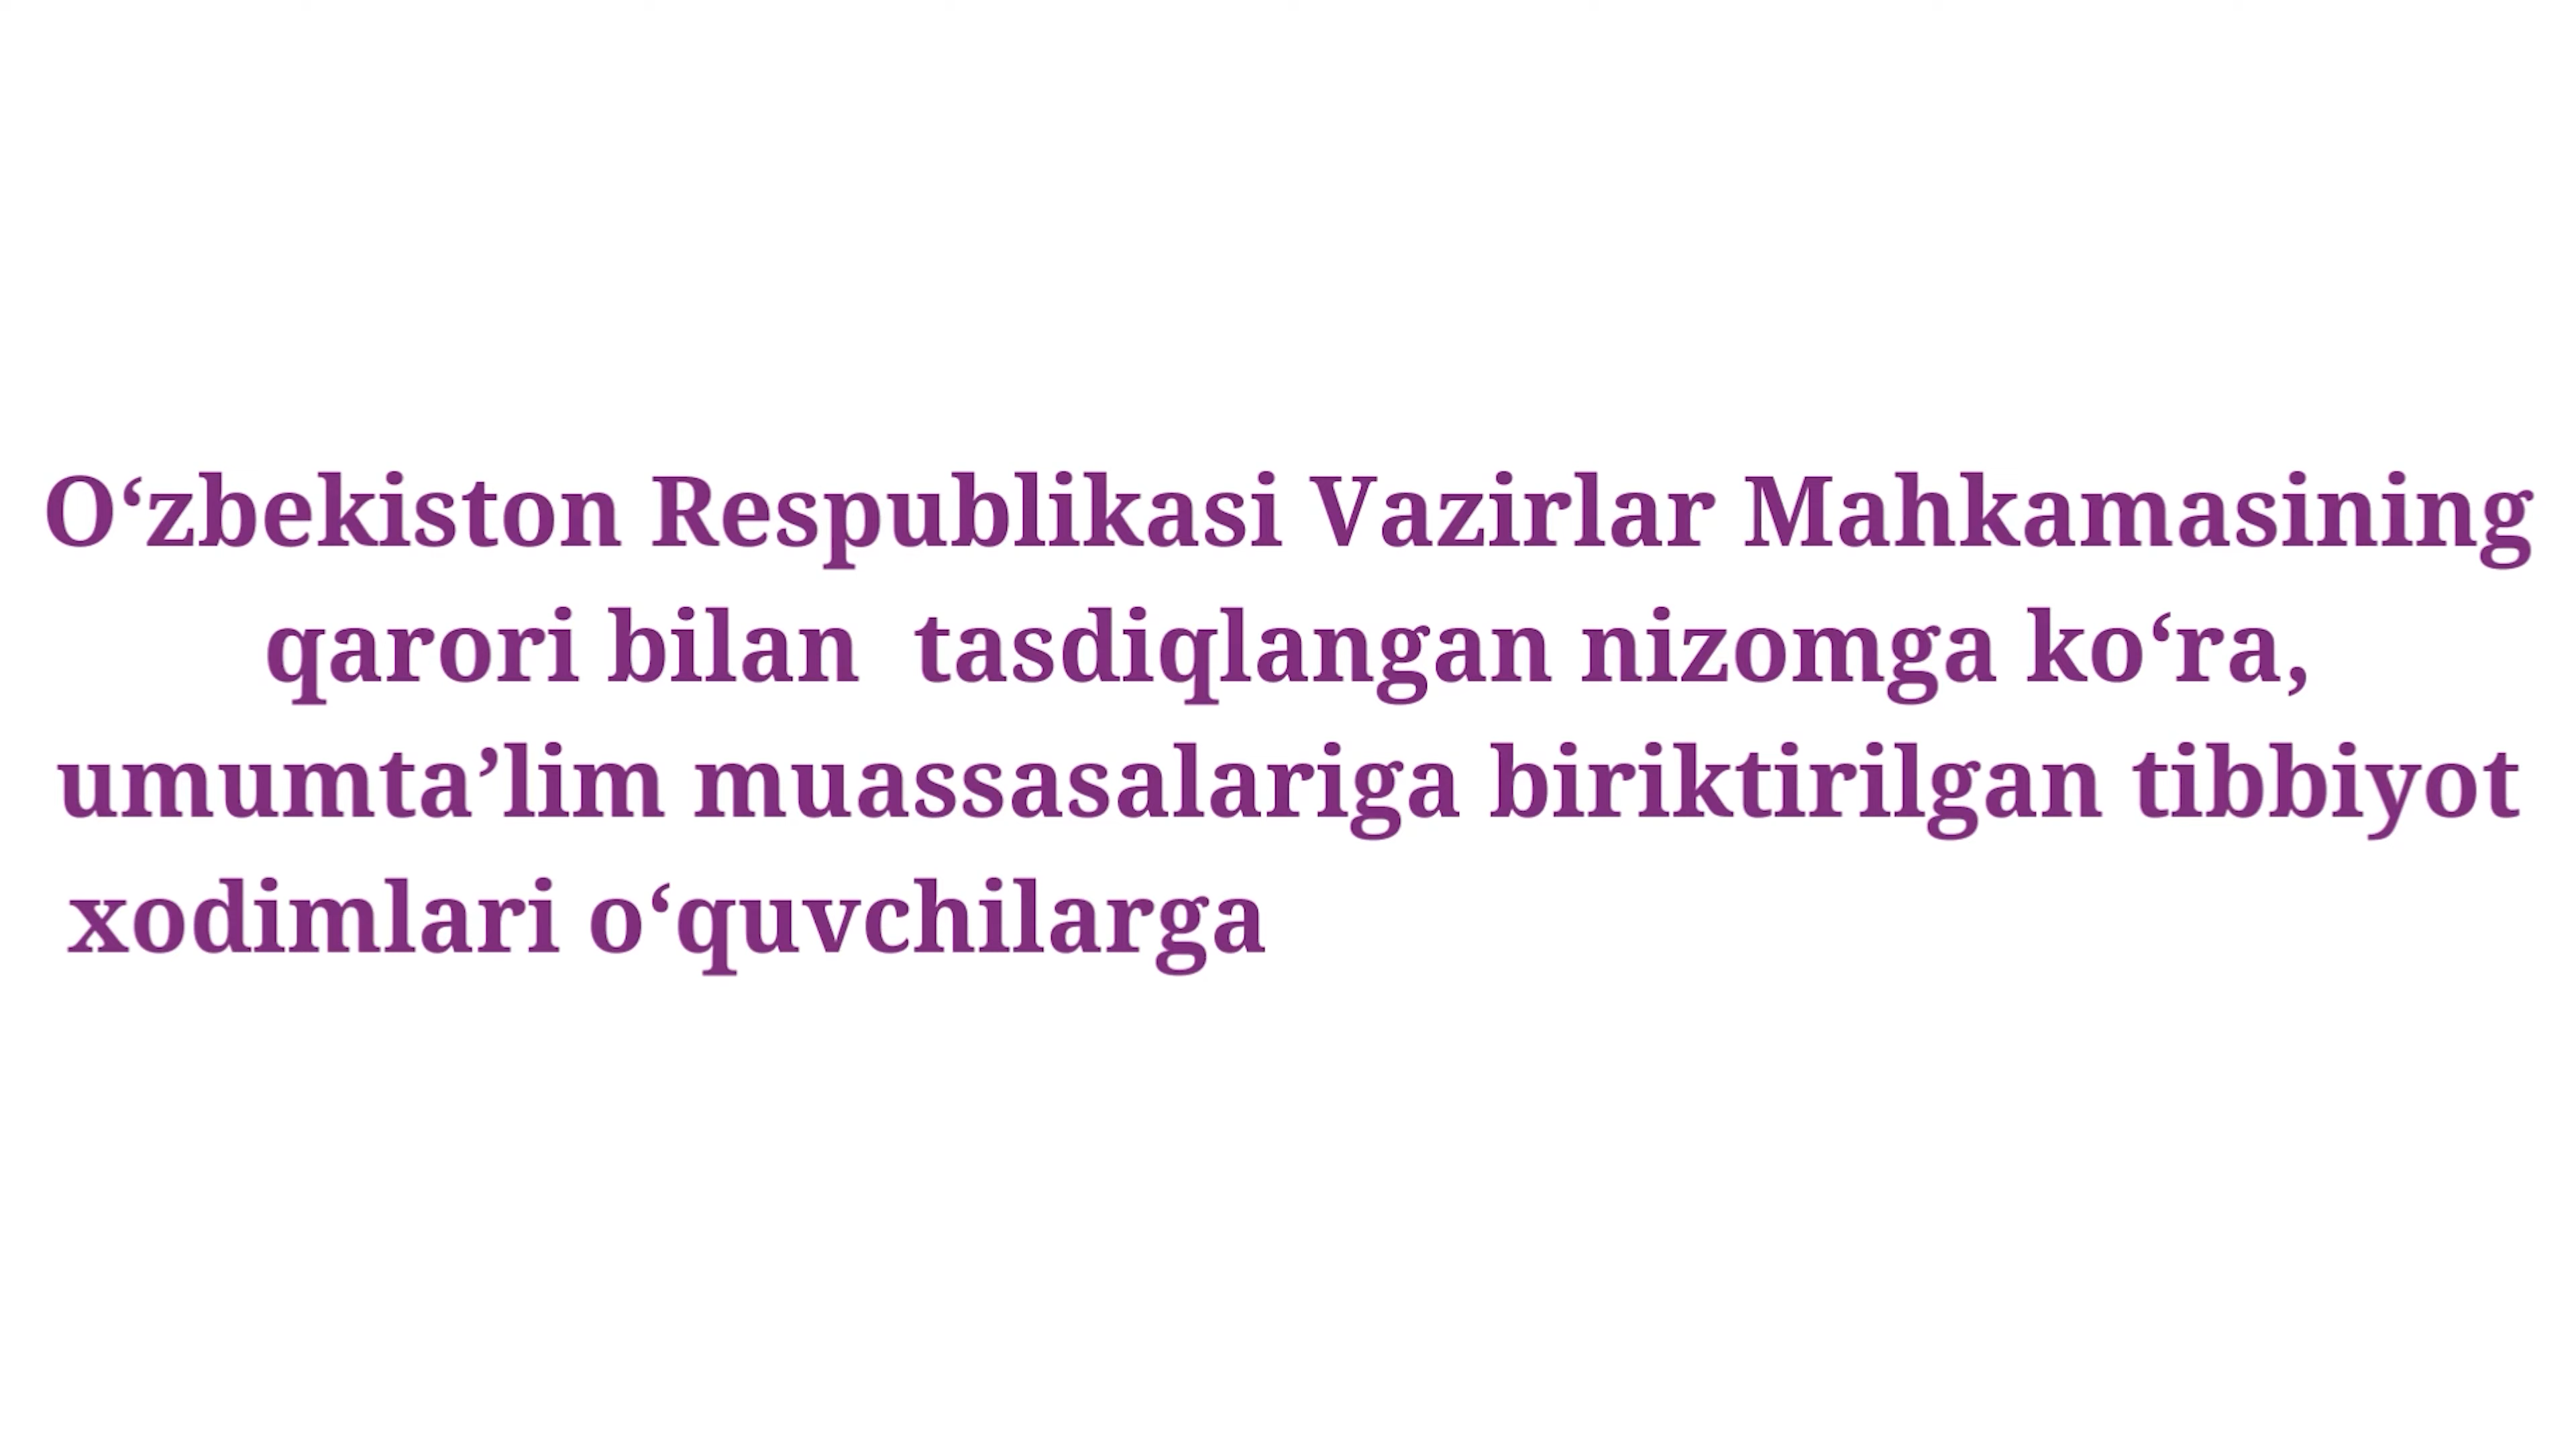 O‘zbekiston Respublikasi Vazirlar Mahkamasining
qarori bilan  tasdiqlangan nizomga ko‘ra,
umumta’lim muassasalariga biriktirilgan tibbiyot
xodimlari o‘quvchilarga